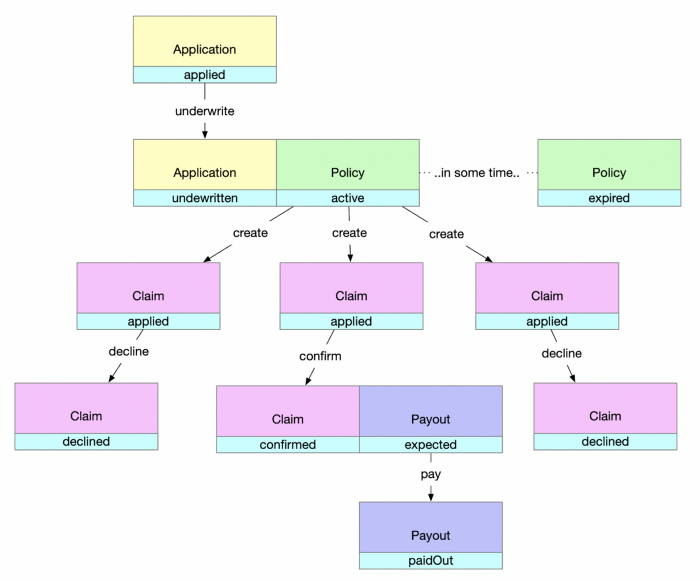 Application
applied
underwrite
Application
Policy
..in some time..
Policy
undewritten
active
expired
create
create
create
Claim
Claim
Claim
applied
applied
applied
decline
confirm
decline
Claim
Claim
Payout
Claim
declined
confirmed
expected
declined
pay
Payout
paidOut